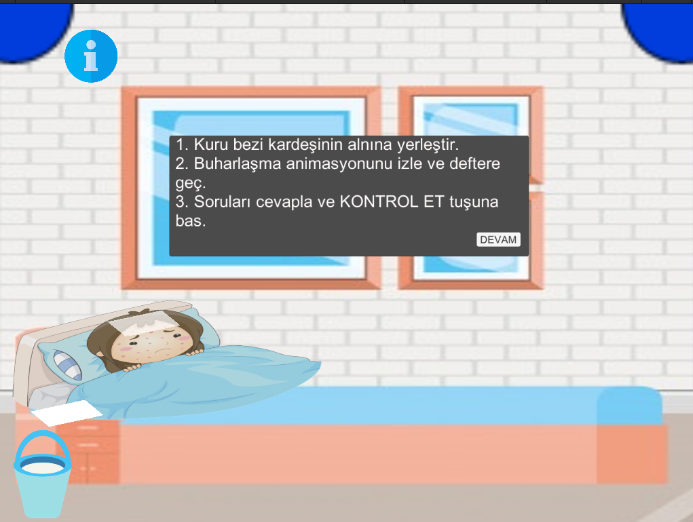 1. Kuru bezi kardeşinin alnına yerleştir.
2. Buharlaşma animasyonunu izle ve deftere
geç.
3. Soruları cevapla ve KONTROL ET tuşuna
bas.
DEVAM